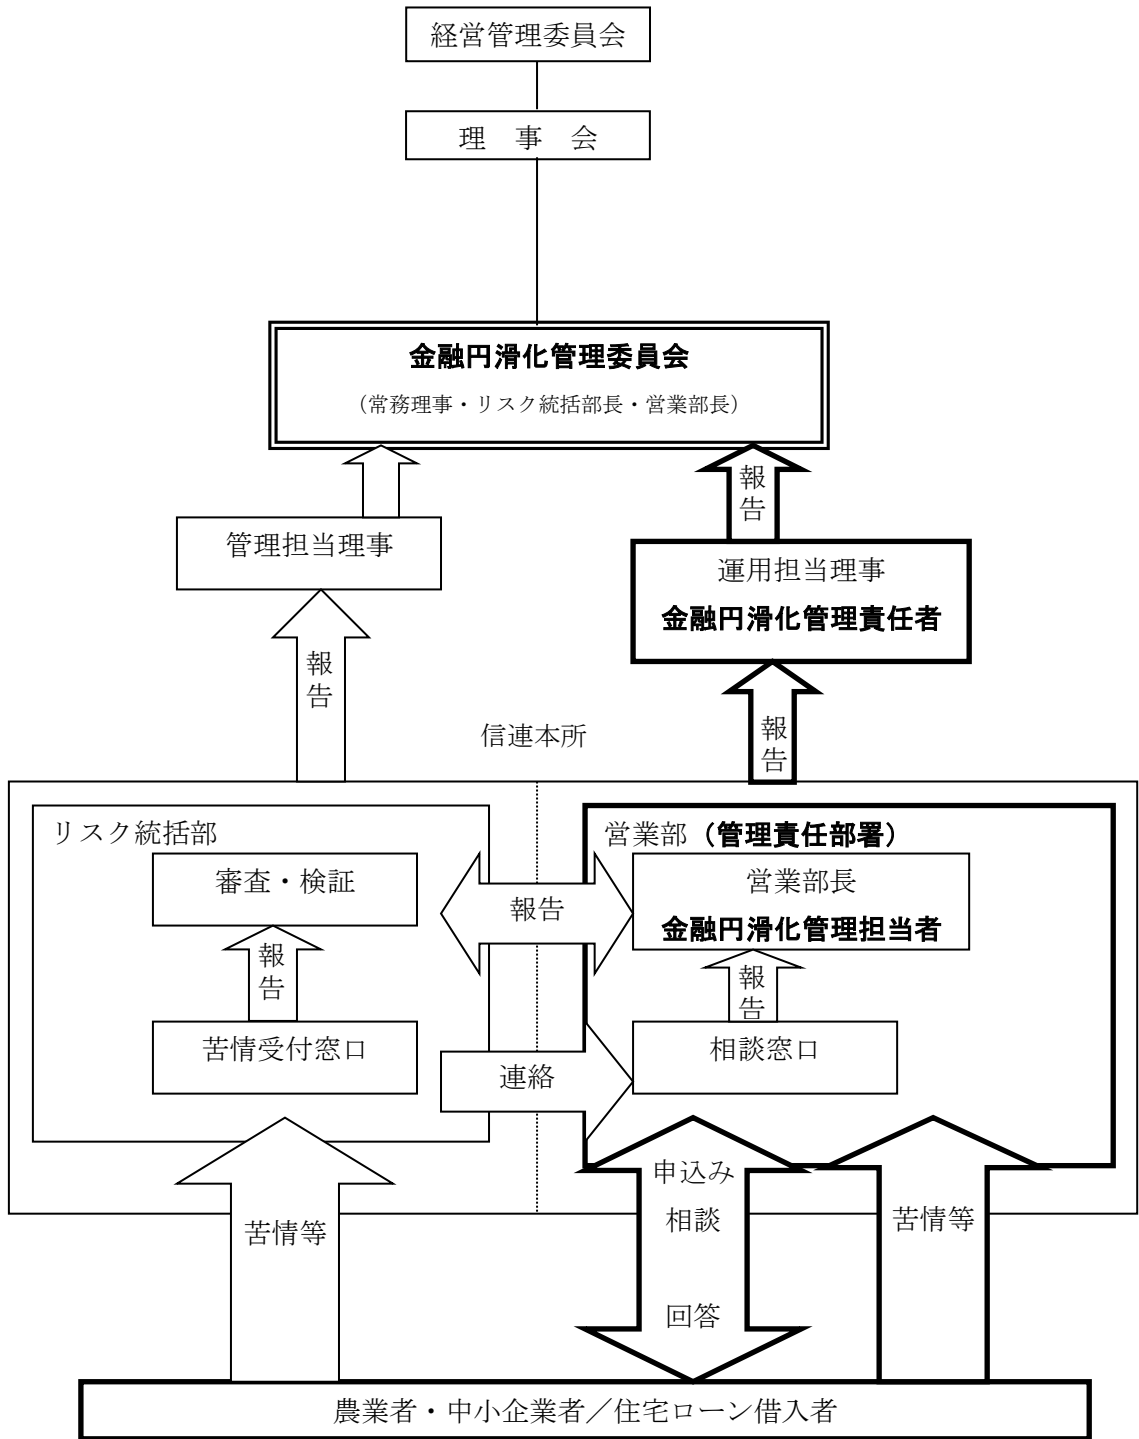 経営管理委員会
理　事　会
金融円滑化管理委員会
（常務理事・リスク統括部長・営業部長）
報告
管理担当理事
運用担当理事
金融円滑化管理責任者
報告
報告
信連本所
リスク統括部
営業部（管理責任部署）
審査・検証
営業部長
金融円滑化管理担当者
報告
報告
報告
苦情受付窓口
相談窓口
連絡
申込み
相談
回答
苦情等
苦情等
農業者・中小企業者／住宅ローン借入者